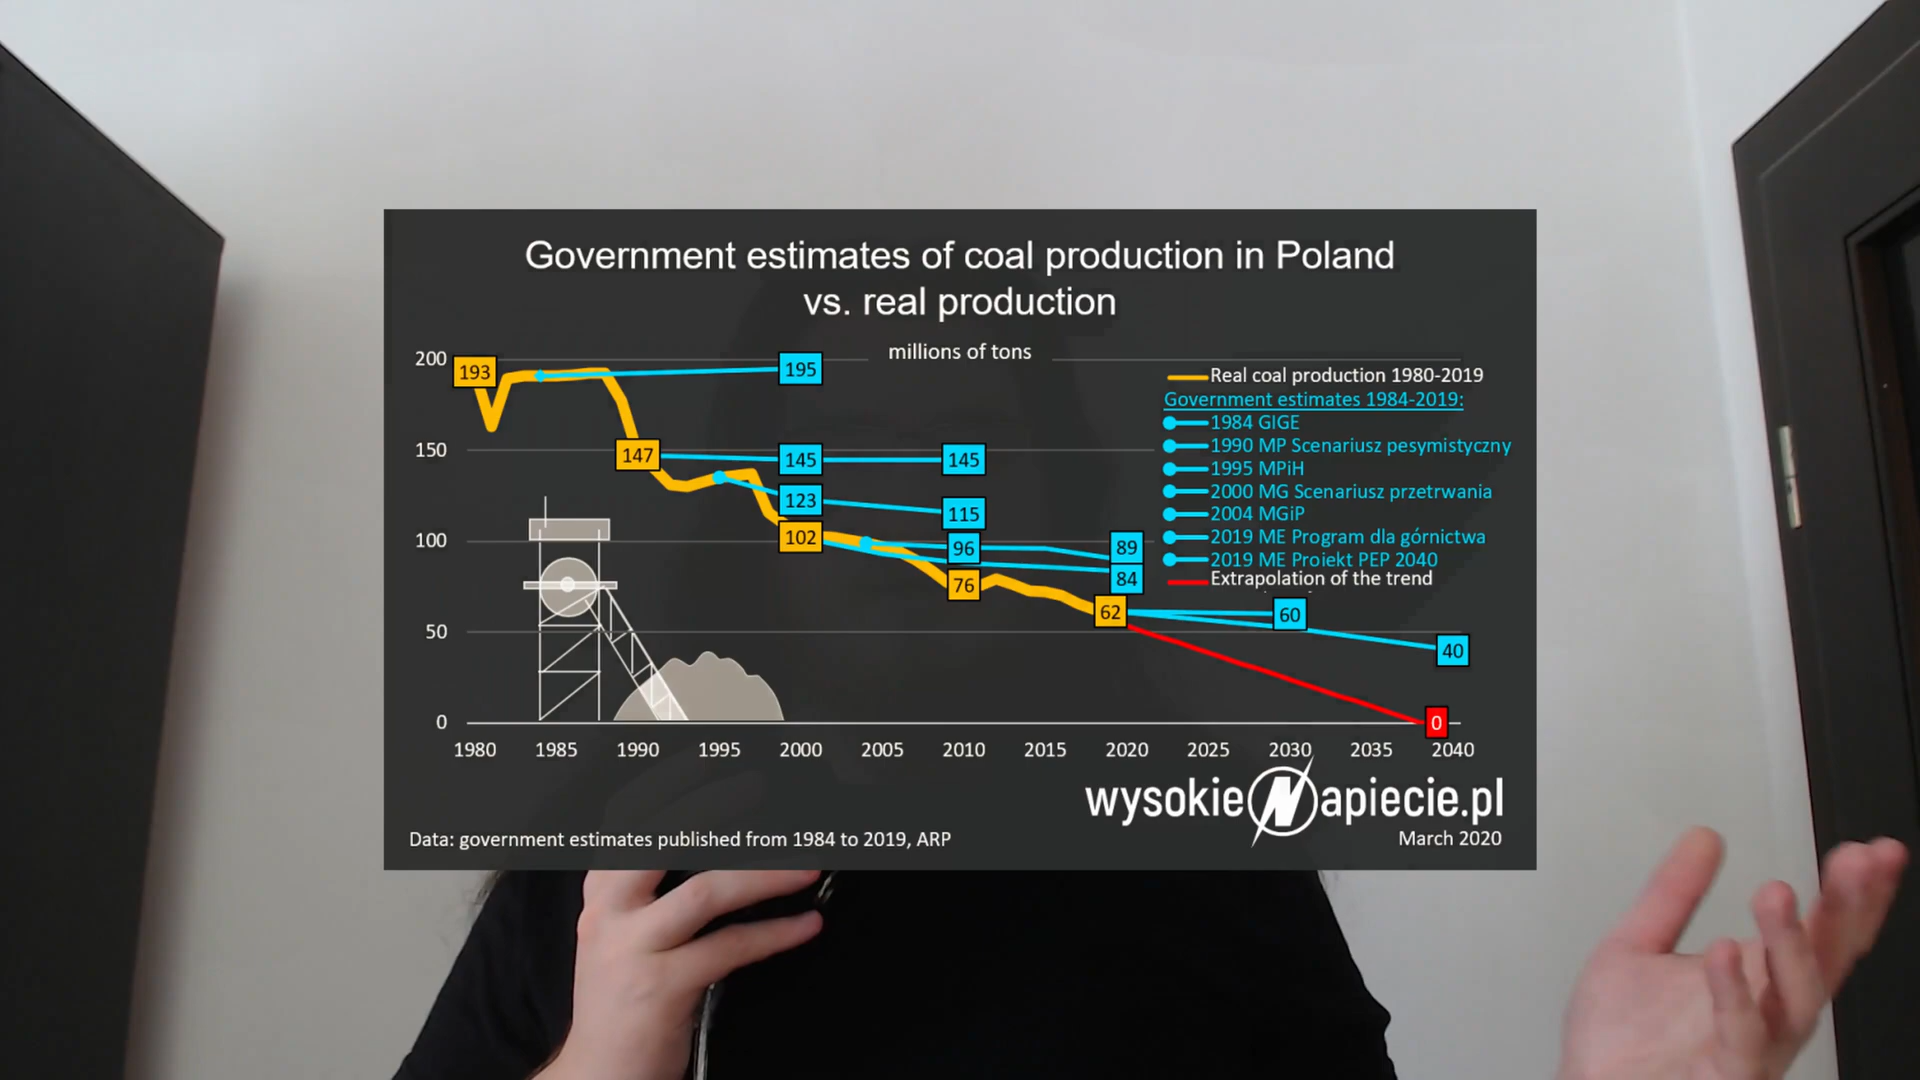 Government estimates of coal production in Poland
vs. real production
millions of tons
200
150
100
50
0
193
195
147
145
145
123
115
102
96
89
84
76
62
60
40
0
Real coal production 1980-2019
Government estimates 1984-2019:
1984 GIGE
1990 MP Scenariusz pesymistyczny
1995 MPiH
2000 MG Scenariusz przetrwania
2004 MGiP
2019 ME Program dla górnictwa
2019 ME Projekt PEP 2040
Extrapolation of the trend
1980 1985 1990 1995 2000 2005 2010 2015 2020 2025 2030 2035 2040
wysokieNapiecie.pl
Data: government estimates published from 1984 to 2019, ARP
March 2020